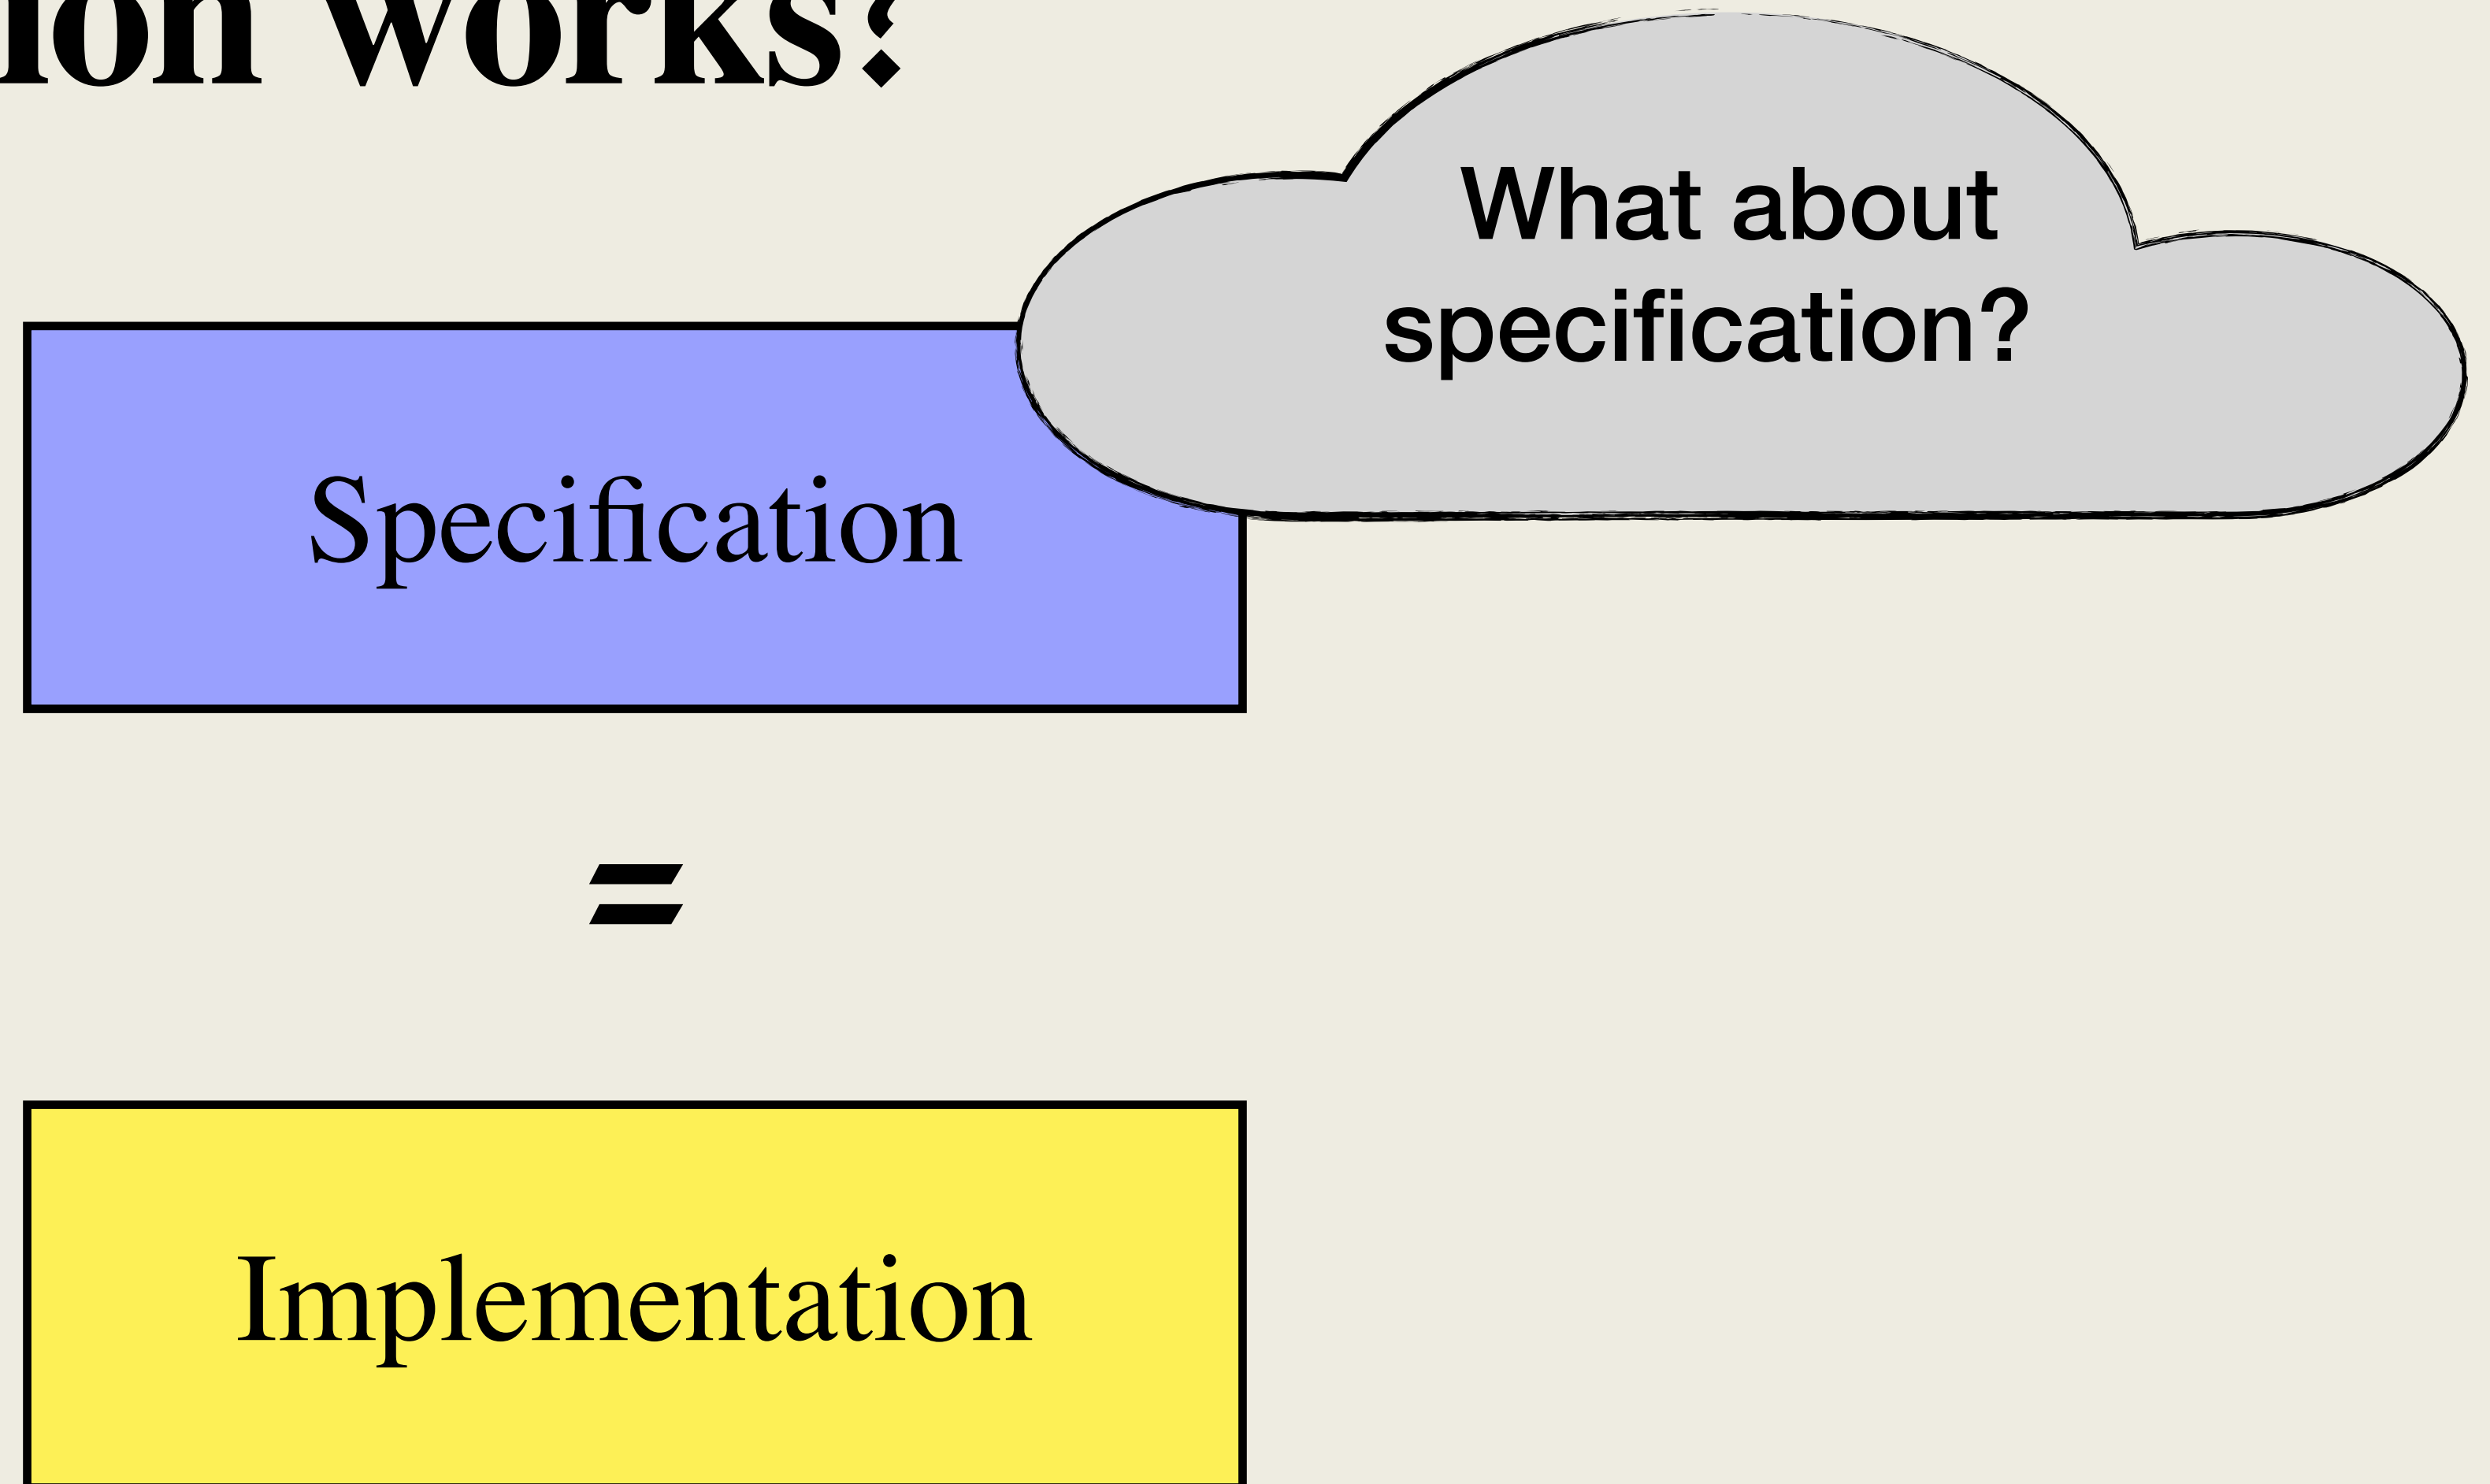 ion works?
What about
specification?
Specification
=
Implementation